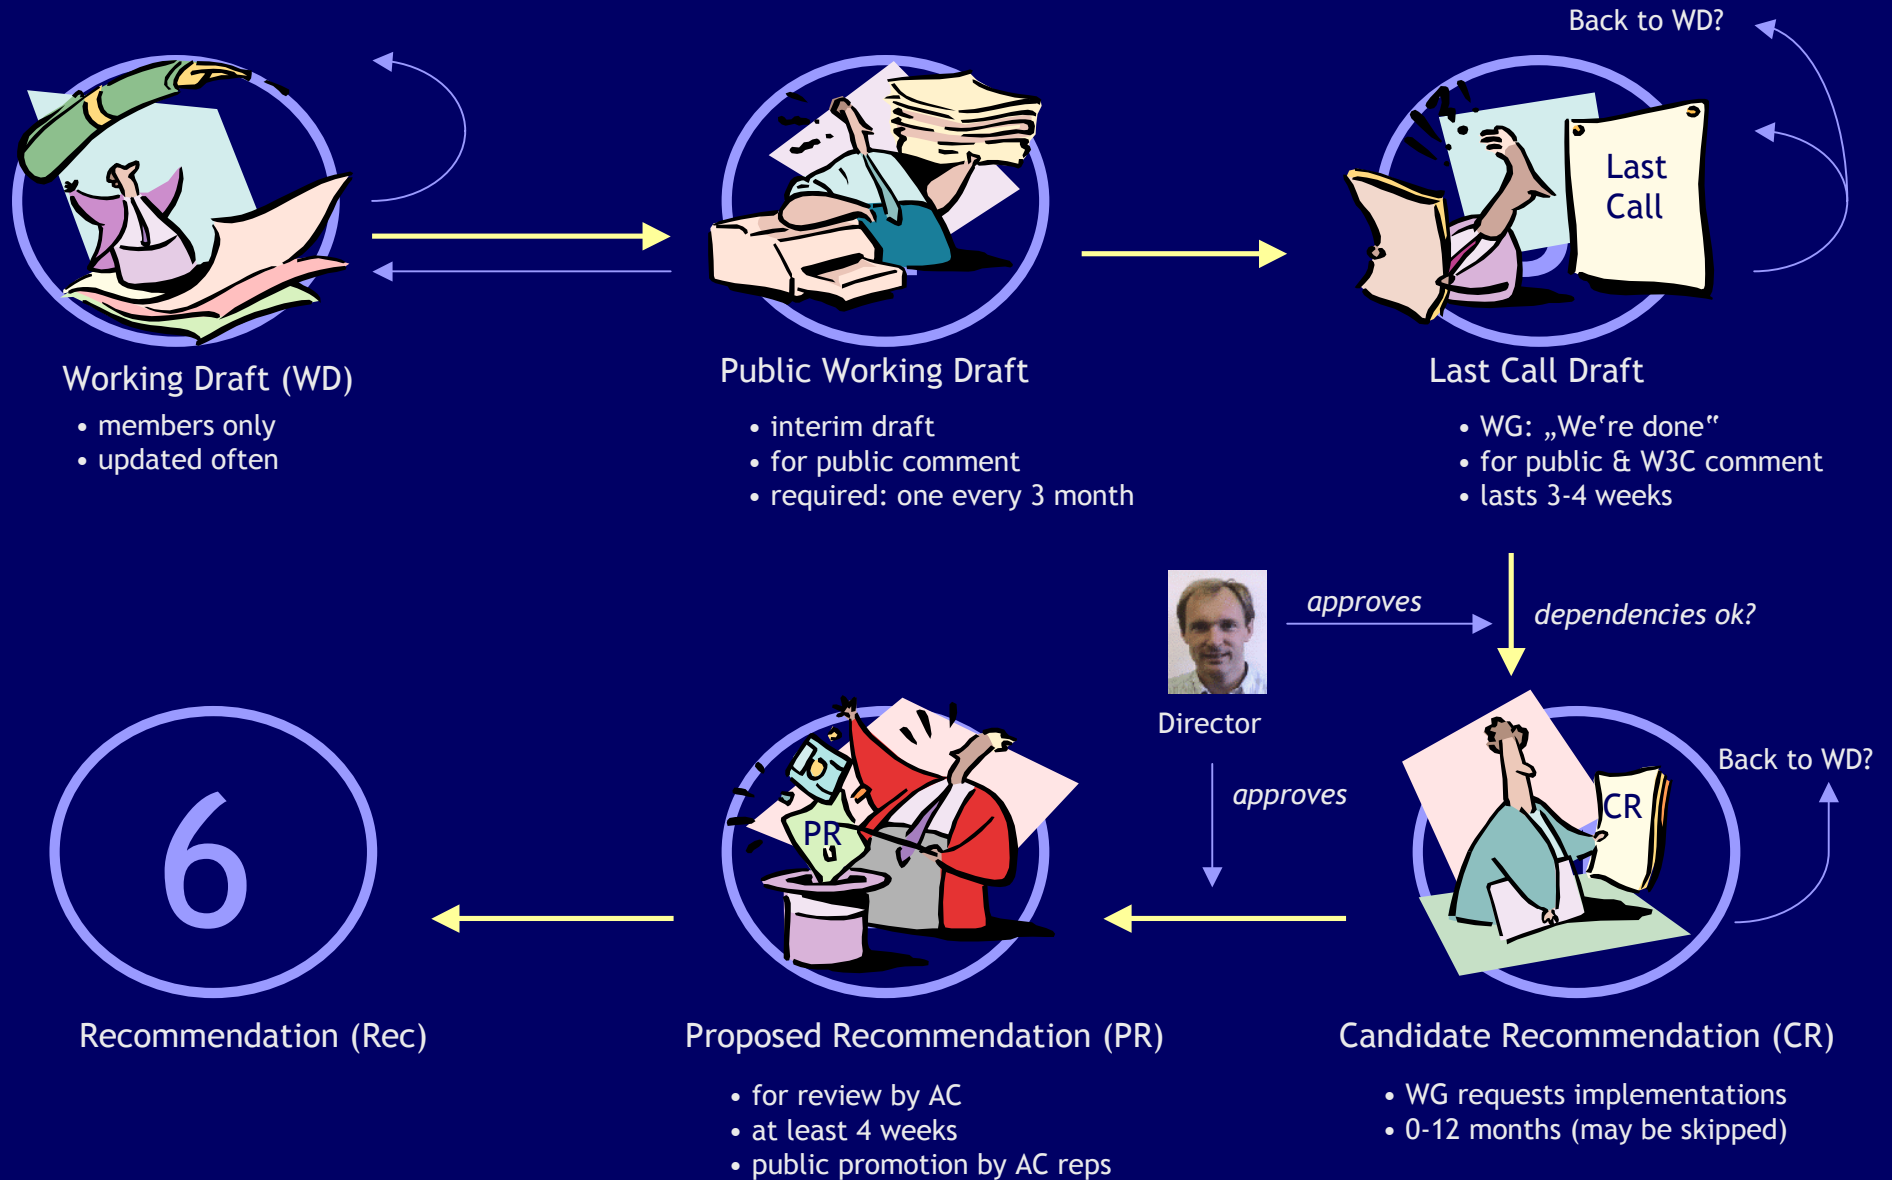 Back to WD?
Last
Call
Working Draft (WD)
• members only
• updated often
Public Working Draft
• interim draft
• for public comment
• required: one every 3 month
Last Call Draft
• WG: „We're done“
• for public & W3C comment
• lasts 3-4 weeks
approves
dependencies ok?
Director
approves
Back to WD?
CR
PR
6
Recommendation (Rec)
Proposed Recommendation (PR)
• for review by AC
• at least 4 weeks
• public promotion by AC reps
Candidate Recommendation (CR)
• WG requests implementations
• 0-12 months (may be skipped)